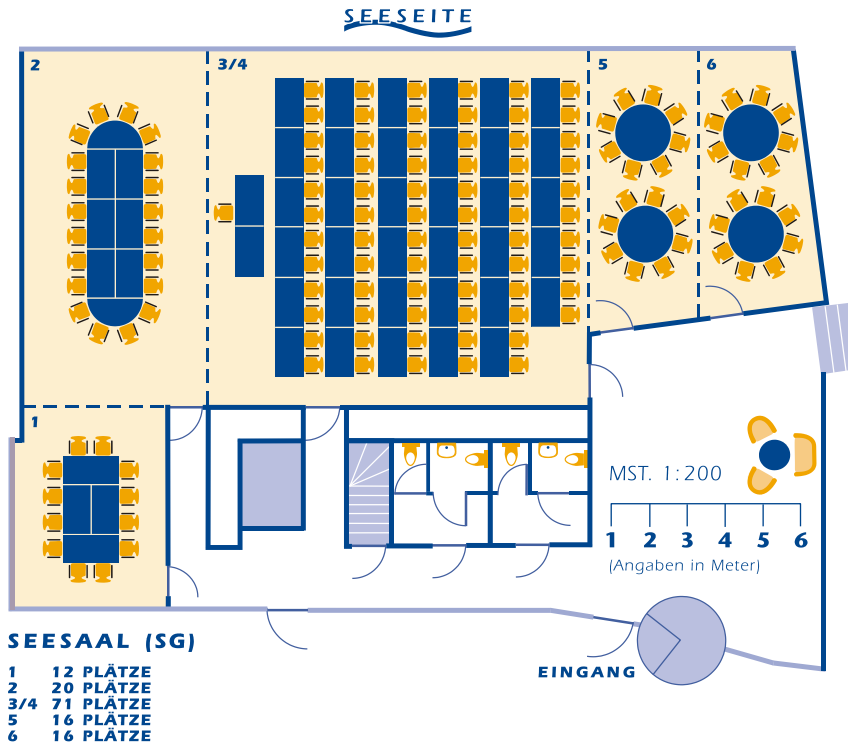 SEESEITE
2
3/4
5
6
1
MST. 1:200
1 2 3 4 5 6
(Angaben in Meter)
EINGANG
SEESAAL (SG)
1 12 PLÄTZE
2 20 PLÄTZE
3/4 71 PLÄTZE
5 16 PLÄTZE
6 16 PLÄTZE